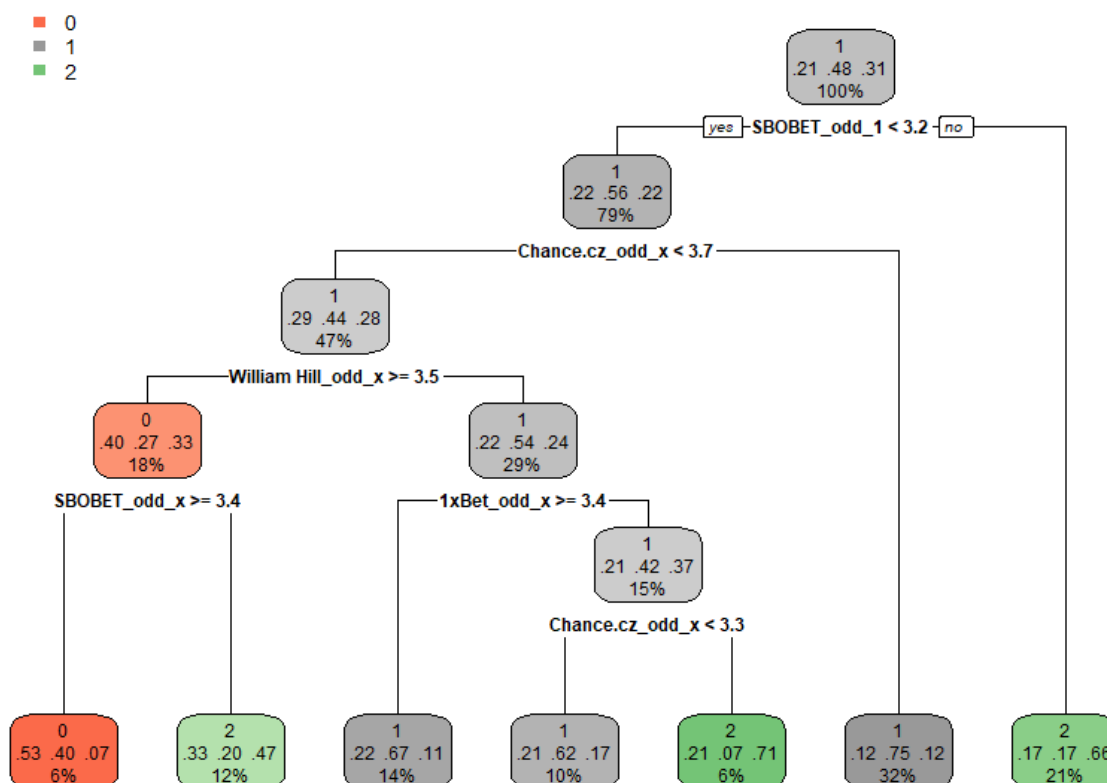 0
1
2
1
.21 .48 .31
100%
yes SBOBET_odd_1 < 3.2 no
1
.22 .56 .22
79%
Chance.cz_odd_x < 3.7
1
.29 .44 .28
47%
William Hill_odd_x >= 3.5
0
.40 .27 .33
18%
1
.22 .54 .24
29%
SBOBET_odd_x >= 3.4
1xBet_odd_x >= 3.4
1
.21 .42 .37
15%
Chance.cz_odd_x < 3.3
0
.53 .40 .07
6%
2
.33 .20 .47
12%
1
.22 .67 .11
14%
1
.21 .62 .17
10%
2
.21 .07 .71
6%
1
.12 .75 .12
32%
2
.17 .17 .66
21%